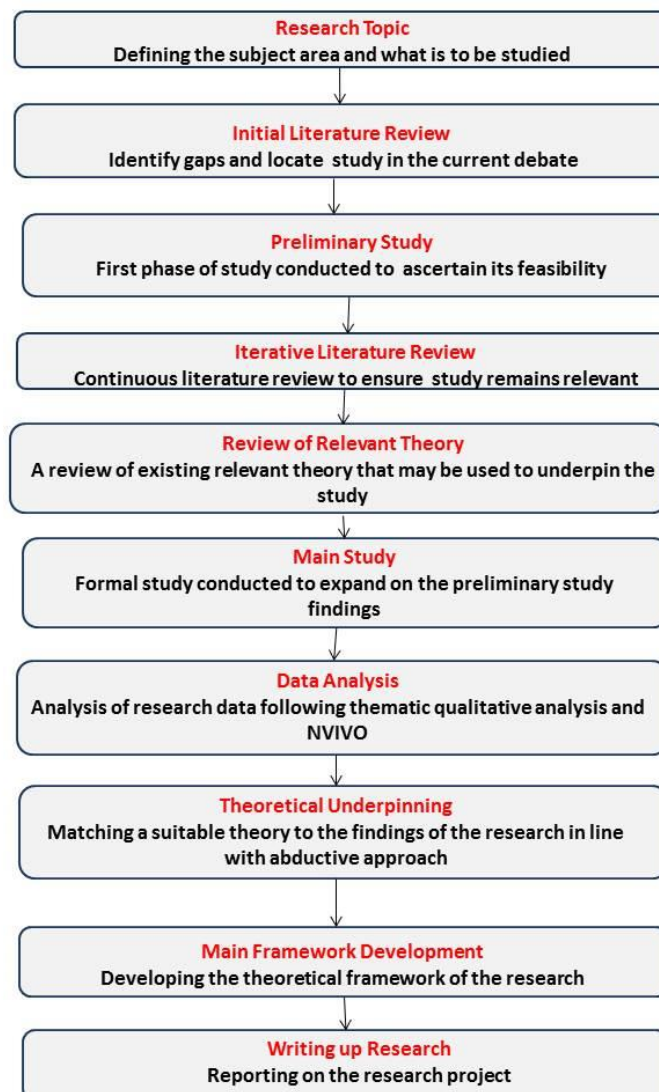 Research Topic
Defining the subject area and what is to be studied
Initial Literature Review
Identify gaps and locate study in the current debate
Preliminary Study
First phase of study conducted to ascertain its feasibility
Iterative Literature Review
Continuous literature review to ensure study remains relevant
Review of Relevant Theory
A review of existing relevant theory that may be used to underpin the
study
Main Study
Formal study conducted to expand on the preliminary study
findings
Data Analysis
Analysis of research data following thematic qualitative analysis and
NVIVO
Theoretical Underpinning
Matching a suitable theory to the findings of the research in line
with abductive approach
Main Framework Development
Developing the theoretical framework of the research
Writing up Research
Reporting on the research project